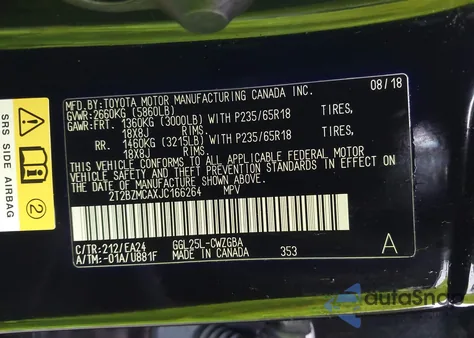 MFD.BY:TOYOTA MOTOR MANUFACTURING CANADA INC.
08/18
GVWR:2660KG (5860LB)
GAWR:FRT. 1360KG (3000LB) WITH P235/65R18 TIRES,
18X8J RIMS.
RR. 1460KG (3215LB) WITH P235/65R18 TIRES,
18X8J RIMS.
THIS VEHICLE CONFORMS TO ALL APPLICABLE FEDERAL MOTOR
VEHICLE SAFETY AND THEFT PREVENTION STANDARDS IN EFFECT ON
THE DATE OF MANUFACTURE SHOWN ABOVE.
2T2BZMCAXJC166264 MPV
C/TR:212/EA24 GGL25L-CWZGBA
A/TM:-01A/U881F MADE IN CANADA 353
A
SRS SIDE AIRBAG
2
autoSnap